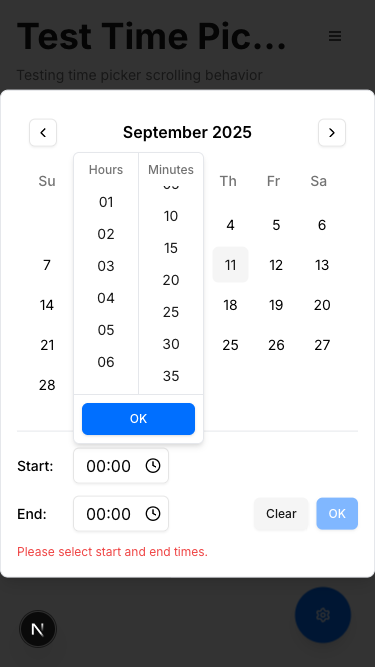 Test Time Pic...
Testing time picker scrolling behavior
September 2025
Su Th Fr Sa
Hours Minutes
01 10
02 15
03 20
04 25
05 30
06 35
4 5 6
7 11 12 13
14 18 19 20
21 25 26 27
28
OK
Start: 00:00
End: 00:00
Clear OK
Please select start and end times.
N